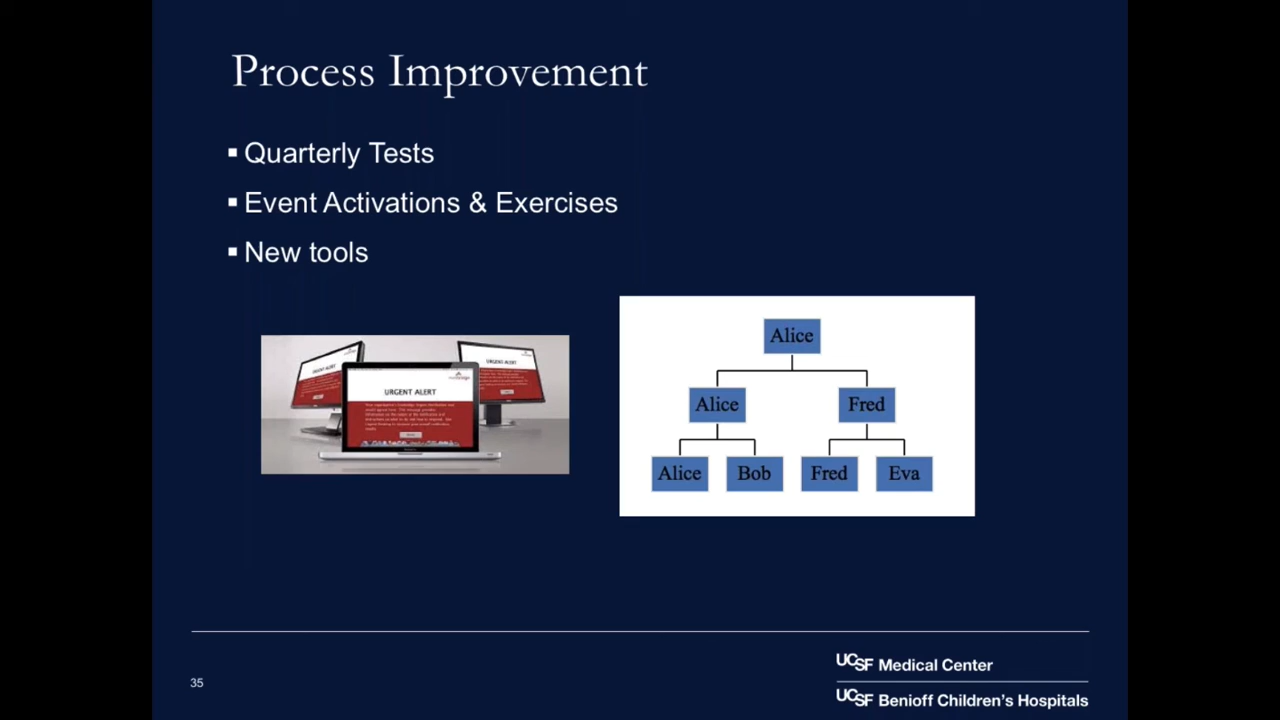 Process Improvement
▪ Quarterly Tests
▪ Event Activations & Exercises
▪ New tools
URGENT ALERT
URGENT ALERT
URGENT ALERT
Alice
Alice Fred
Alice Bob Fred Eva
35
UCSF Medical Center
UCSF Benioff Children's Hospitals